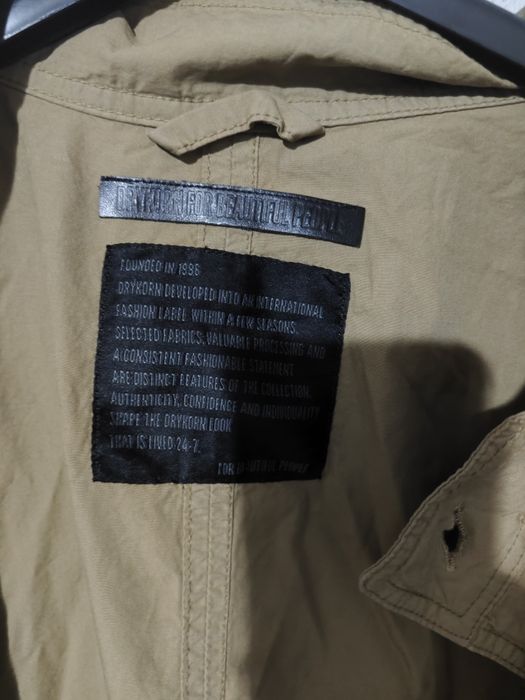 DRYKORN FOR BEAUTIFUL PEOPLE
FOUNDED IN 1996
DRYKORN DEVELOPED INTO AN INTERNATIONAL
FASHION LABEL WITHIN A FEW SEASONS.
SELECTED FABRICS, VALUABLE PROCESSING AND
A CONSISTENT FASHIONABLE STATEMENT
ARE DISTINCT FEATURES OF THE COLLECTION.
AUTHENTICITY, CONFIDENCE AND INDIVIDUALITY
SHAPE THE DRYKORN LOOK
THAT IS LIVED 24-7.
FOR BEAUTIFUL PEOPLE